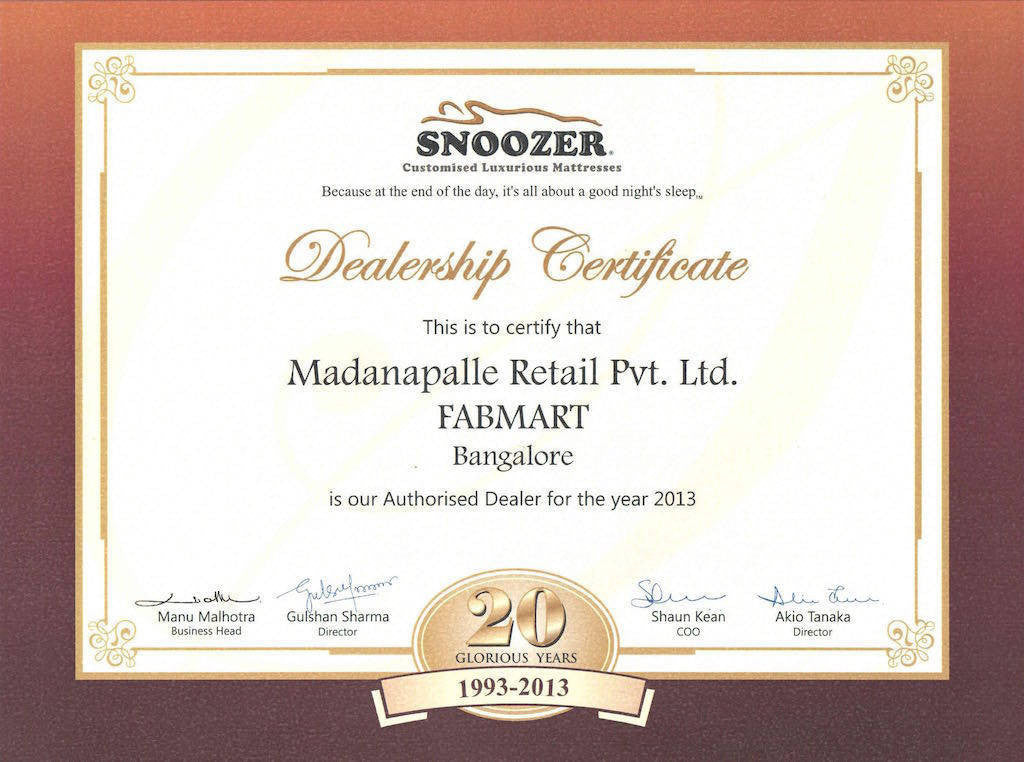 SNOOZER®
Customised Luxurious Mattresses
Because at the end of the day, it's all about a good night's sleep™
Dealership Certificate
This is to certify that
Madanapalle Retail Pvt. Ltd.
FABMART
Bangalore
is our Authorised Dealer for the year 2013
Manu Malhotra
Business Head
Gulshan Sharma
Director
20
GLORIOUS YEARS
1993-2013
Shaun Kean
COO
Akio Tanaka
Director